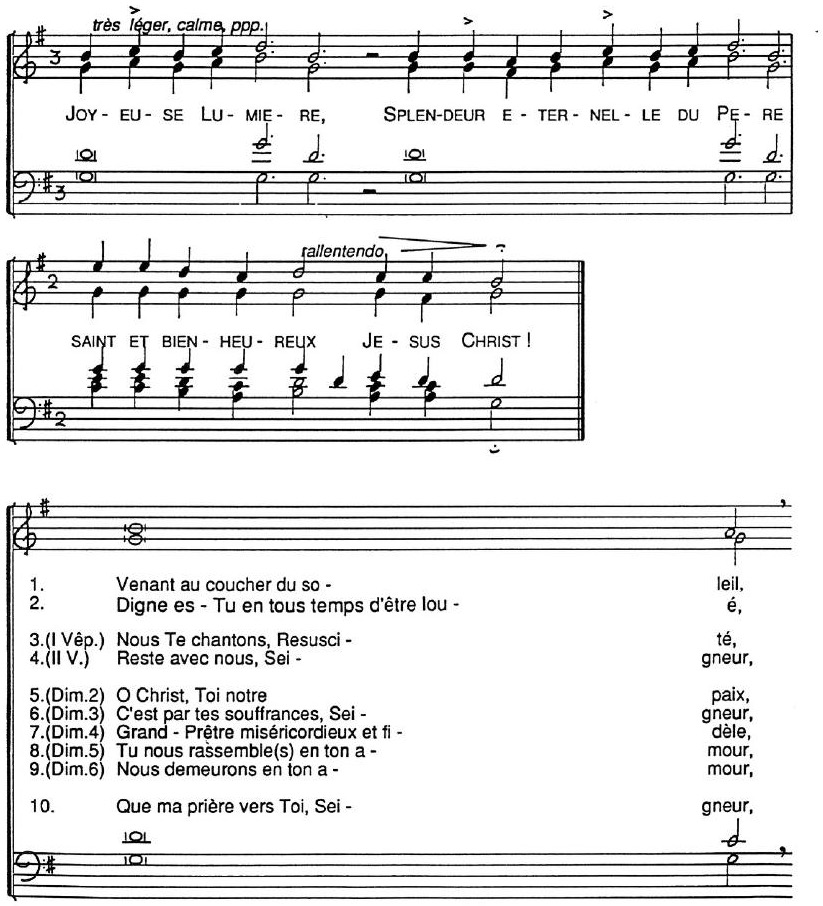 très léger, calme, ppp.
3
JOY - EU - SE LU - MIE - RE, SPLEN-DEUR E - TER - NEL - LE DU PE - RE
3
rallentendo
2
SAINT ET BIEN - HEU - REUX JE - SUS CHRIST !
2
1. Venant au coucher du so - leil,
2. Digne es - Tu en tous temps d'être lou - é,
3.(I Vêp.) Nous Te chantons, Resusci - té,
4.(II V.) Reste avec nous, Sei - gneur,
5.(Dim.2) O Christ, Toi notre paix,
6.(Dim.3) C'est par tes souffrances, Sei - gneur,
7.(Dim.4) Grand - Prêtre miséricordieux et fi - dèle,
8.(Dim.5) Tu nous rassemble(s) en ton a - mour,
9.(Dim.6) Nous demeurons en ton a - mour,
10. Que ma prière vers Toi, Sei - gneur,